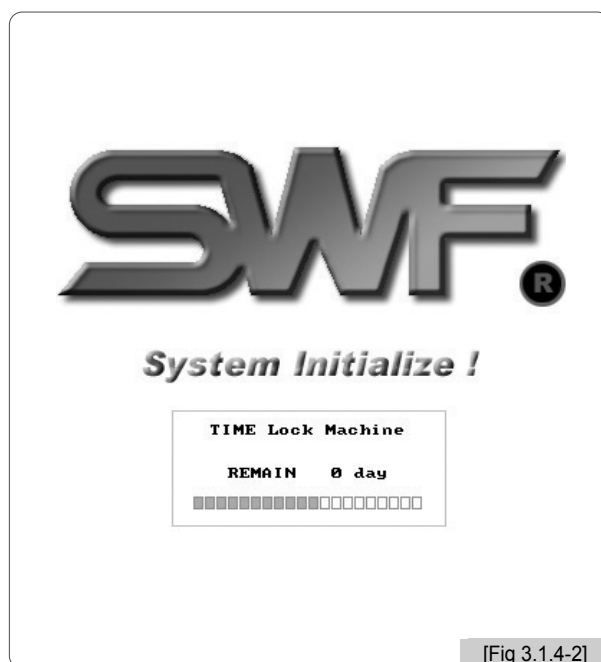 SWF
®
System Initialize !
TIME Lock Machine
REMAIN 0 day
[Fig 3.1.4-2]